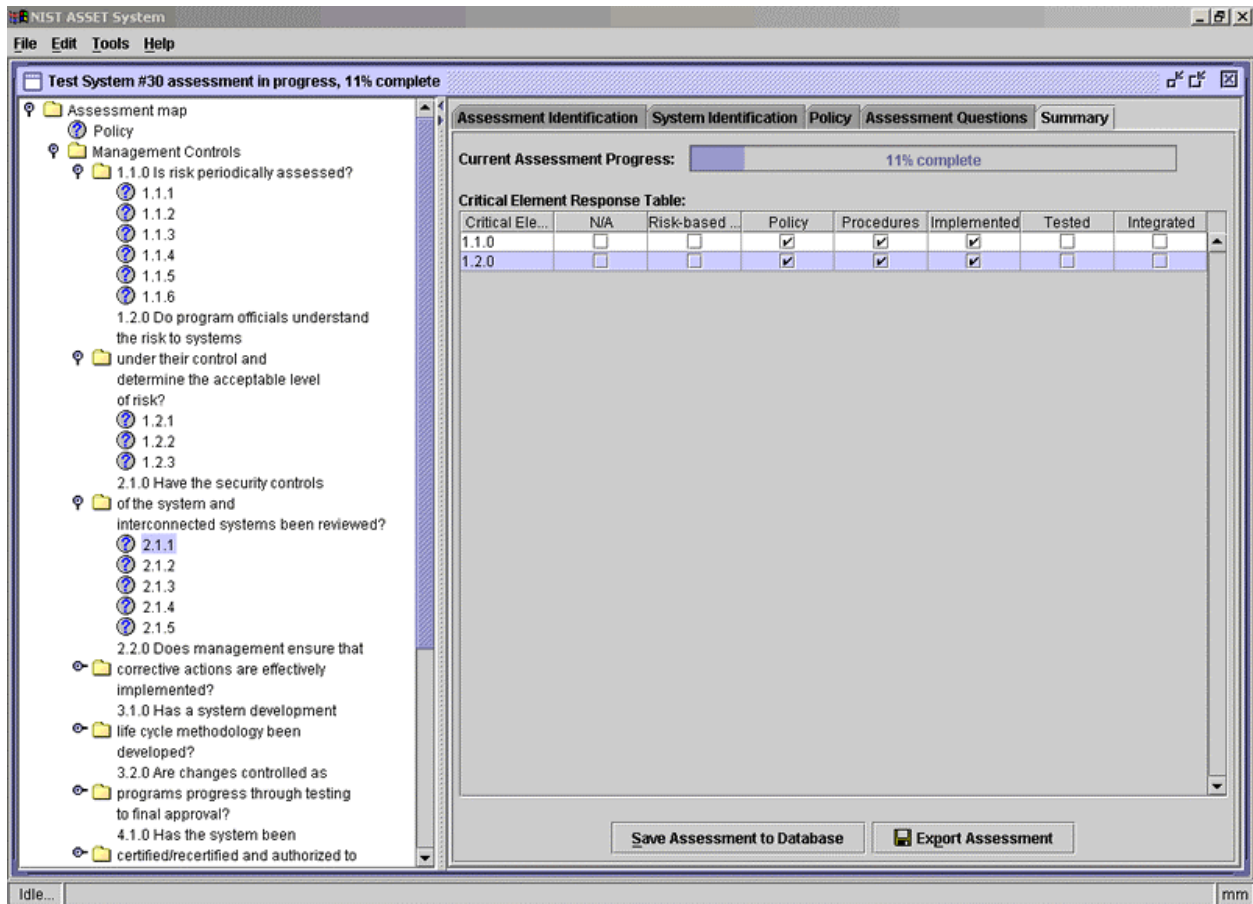 NIST ASSET System
File Edit Tools Help
Test System #30 assessment in progress, 11% complete
Assessment map
Policy
Management Controls
1.1.0 Is risk periodically assessed?
1.1.1
1.1.2
1.1.3
1.1.4
1.1.5
1.1.6
1.2.0 Do program officials understand
the risk to systems
under their control and
determine the acceptable level
of risk?
1.2.1
1.2.2
1.2.3
2.1.0 Have the security controls
of the system and
interconnected systems been reviewed?
2.1.1
2.1.2
2.1.3
2.1.4
2.1.5
2.2.0 Does management ensure that
corrective actions are effectively
implemented?
3.1.0 Has a system development
life cycle methodology been
developed?
3.2.0 Are changes controlled as
programs progress through testing
to final approval?
4.1.0 Has the system been
certified/recertified and authorized to
Assessment Identification System Identification Policy Assessment Questions Summary
Current Assessment Progress: 11% complete
Critical Element Response Table:
Critical Ele... N/A Risk-based ... Policy Procedures Implemented Tested Integrated
1.1.0
1.2.0
Save Assessment to Database Export Assessment
Idle... mm